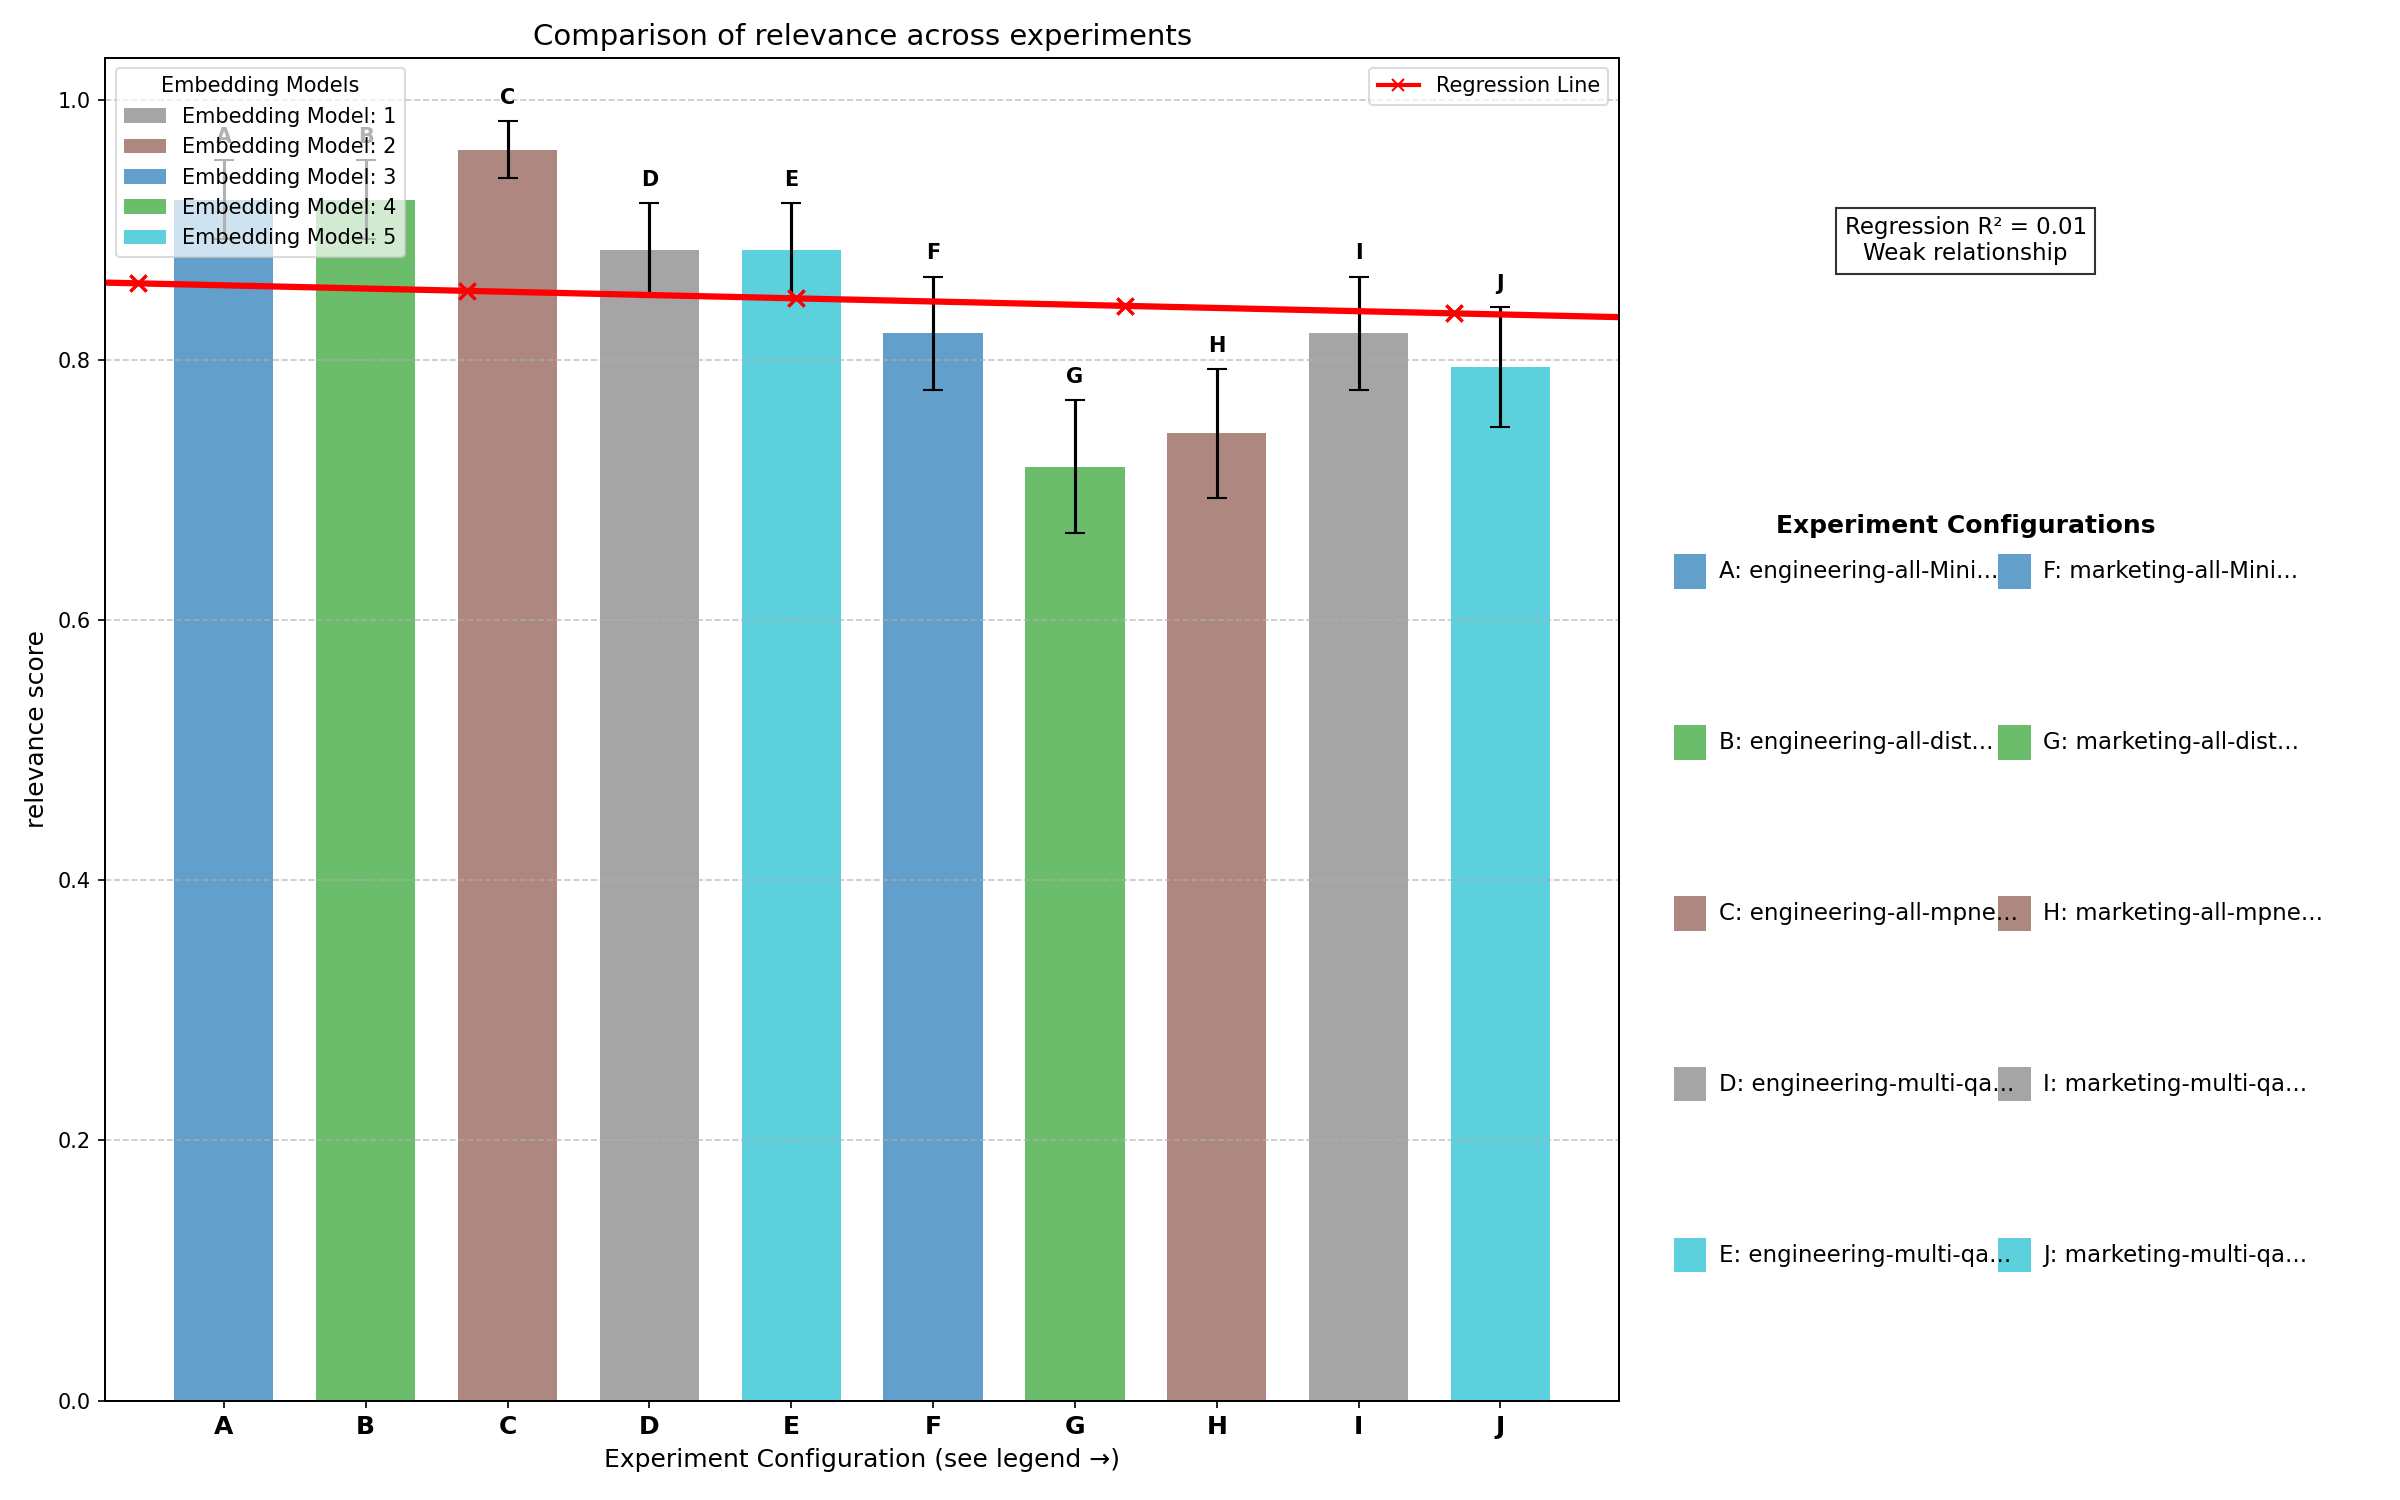 Comparison of relevance across experiments
Embedding Models
Embedding Model: 1
Embedding Model: 2
Embedding Model: 3
Embedding Model: 4
Embedding Model: 5
Regression Line
A
B
C
D
E
F
G
H
I
J
1.0
0.8
0.6
0.4
0.2
0.0
relevance score
A
B
C
D
E
F
G
H
I
J
Experiment Configuration (see legend →)
Regression R² = 0.01
Weak relationship
Experiment Configurations
A: engineering-all-Mini...
F: marketing-all-Mini...
B: engineering-all-dist...
G: marketing-all-dist...
C: engineering-all-mpne...
H: marketing-all-mpne...
D: engineering-multi-qa...
I: marketing-multi-qa...
E: engineering-multi-qa...
J: marketing-multi-qa...